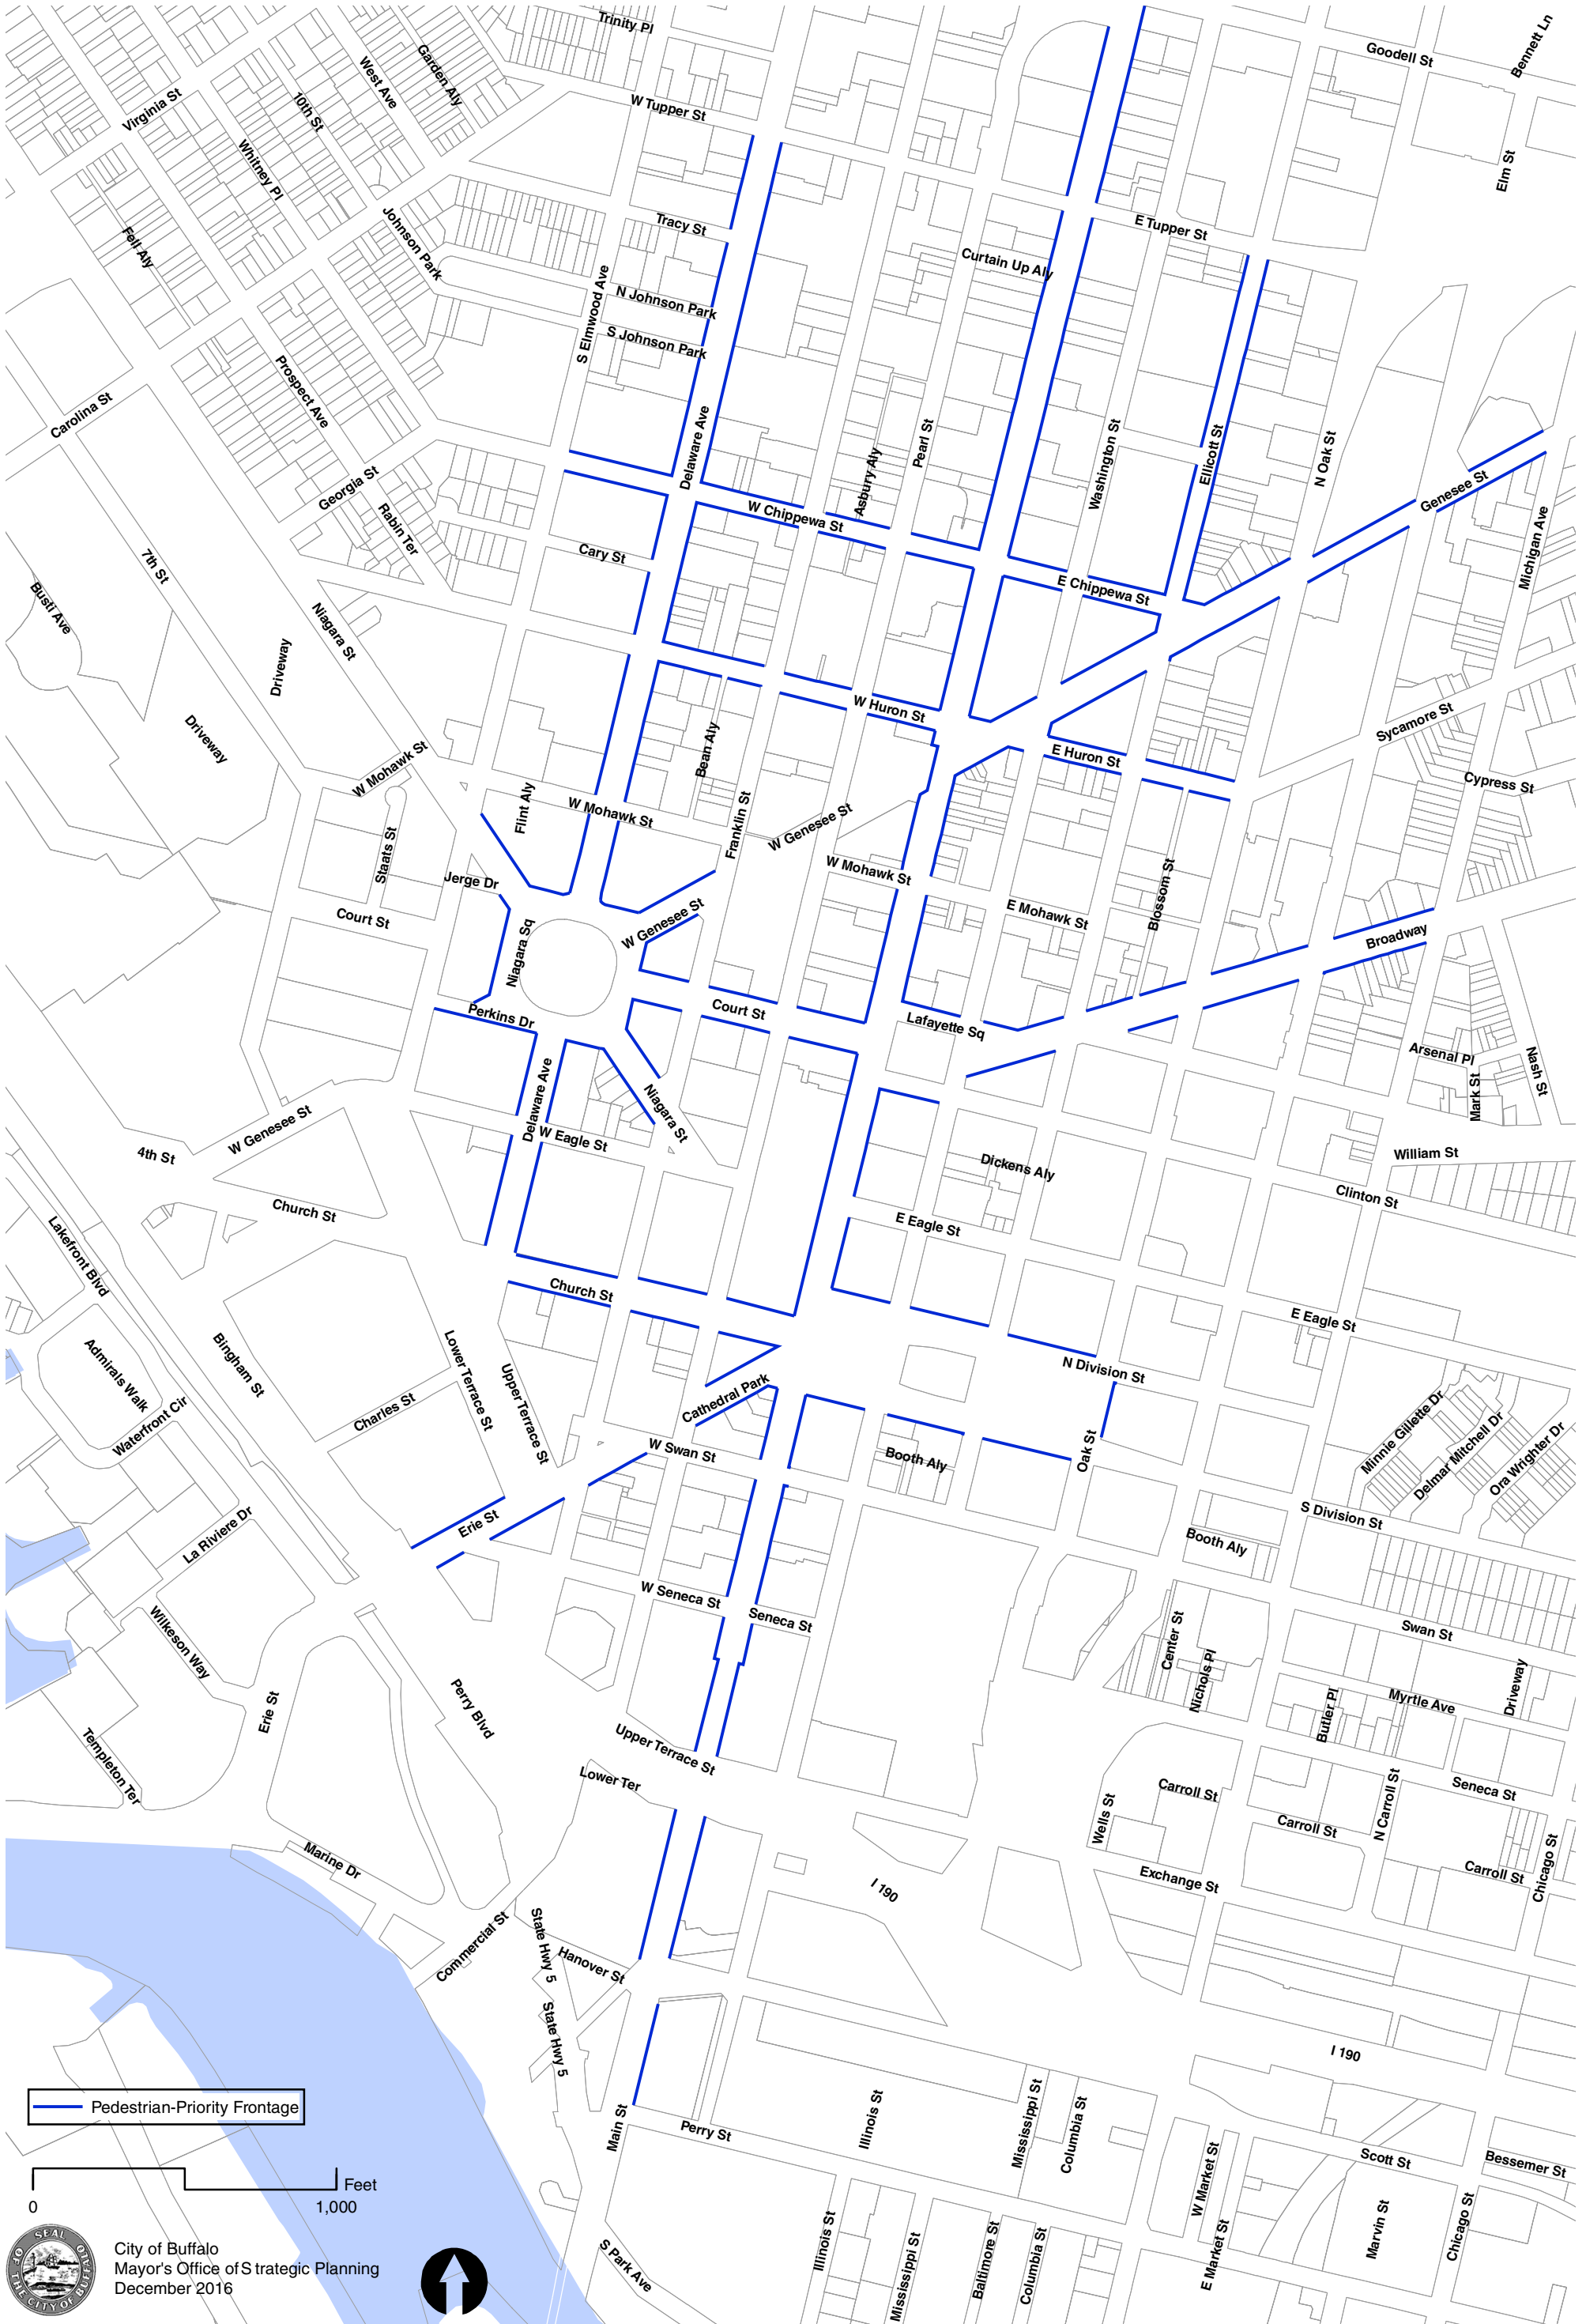 Trinity Pl
Goodell St
Bennett Ln
Garden Aly
West Ave
10th St
Virginia St
W Tupper St
Whitney Pl
Elm St
Johnson Park
Tracy St
E Tupper St
Fell Aly
Curtain Up Aly
N Johnson Park
S Elmwood Ave
S Johnson Park
Prospect Ave
Carolina St
Delaware Ave
Pearl St
Washington St
Ellicott St
N Oak St
Georgia St
Asbury Aly
Genesee St
W Chippewa St
Rabin Ter
Michigan Ave
Cary St
7th St
E Chippewa St
Busti Ave
Niagara St
Driveway
W Huron St
Sycamore St
Driveway
Bean Aly
E Huron St
W Mohawk St
Cypress St
Flint Aly
W Mohawk St
Franklin St
W Genesee St
Staats St
W Mohawk St
Jerge Dr
Blossom St
Court St
E Mohawk St
W Genesee St
Niagara Sq
Broadway
Perkins Dr
Court St
Lafayette Sq
Arsenal Pl
Nash St
Mark St
Delaware Ave
Niagara St
W Genesee St
W Eagle St
4th St
William St
Dickens Aly
Clinton St
Church St
E Eagle St
Lakefront Blvd
Church St
E Eagle St
Admirals Walk
Bingham St
Lower Terrace St
Upper Terrace St
N Division St
Cathedral Park
Charles St
Waterfront Cir
Minnie Gillette Dr
Delmar Mitchell Dr
Ora Wrighter Dr
W Swan St
Oak St
Booth Aly
Erie St
S Division St
La Riviere Dr
Booth Aly
W Seneca St
Seneca St
Swan St
Wilkeson Way
Center St
Nichols Pl
Driveway
Myrtle Ave
Butler Pl
Erie St
Perry Blvd
Upper Terrace St
Templeton Ter
Lower Ter
Carroll St
Seneca St
Wells St
N Carroll St
Carroll St
Marine Dr
Exchange St
Carroll St
Chicago St
I 190
Commercial St
State Hwy 5
Hanover St
State Hwy 5
I 190
Pedestrian-Priority Frontage
Main St
Perry St
Illinois St
Mississippi St
Columbia St
W Market St
Scott St
Bessemer St
Feet
0
1,000
Marvin St
Chicago St
E Market St
Illinois St
Mississippi St
Baltimore St
Columbia St
S Park Ave
SEAL
OF THE CITY OF BUFFALO
City of Buffalo
Mayor's Office of Strategic Planning
December 2016